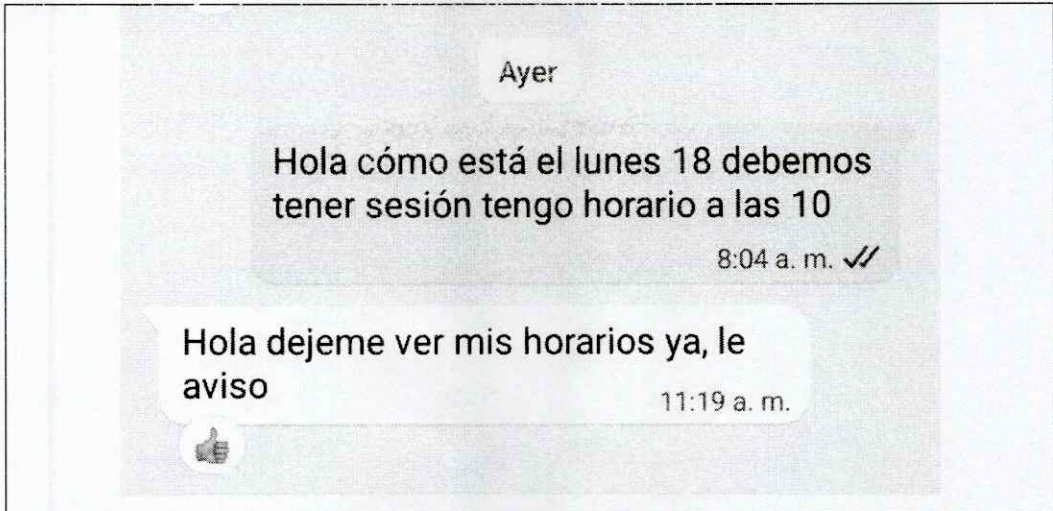 Ayer
Hola cómo está el lunes 18 debemos
tener sesión tengo horario a las 10
8:04 a. m.
Hola dejeme ver mis horarios ya, le
aviso
11:19 a. m.